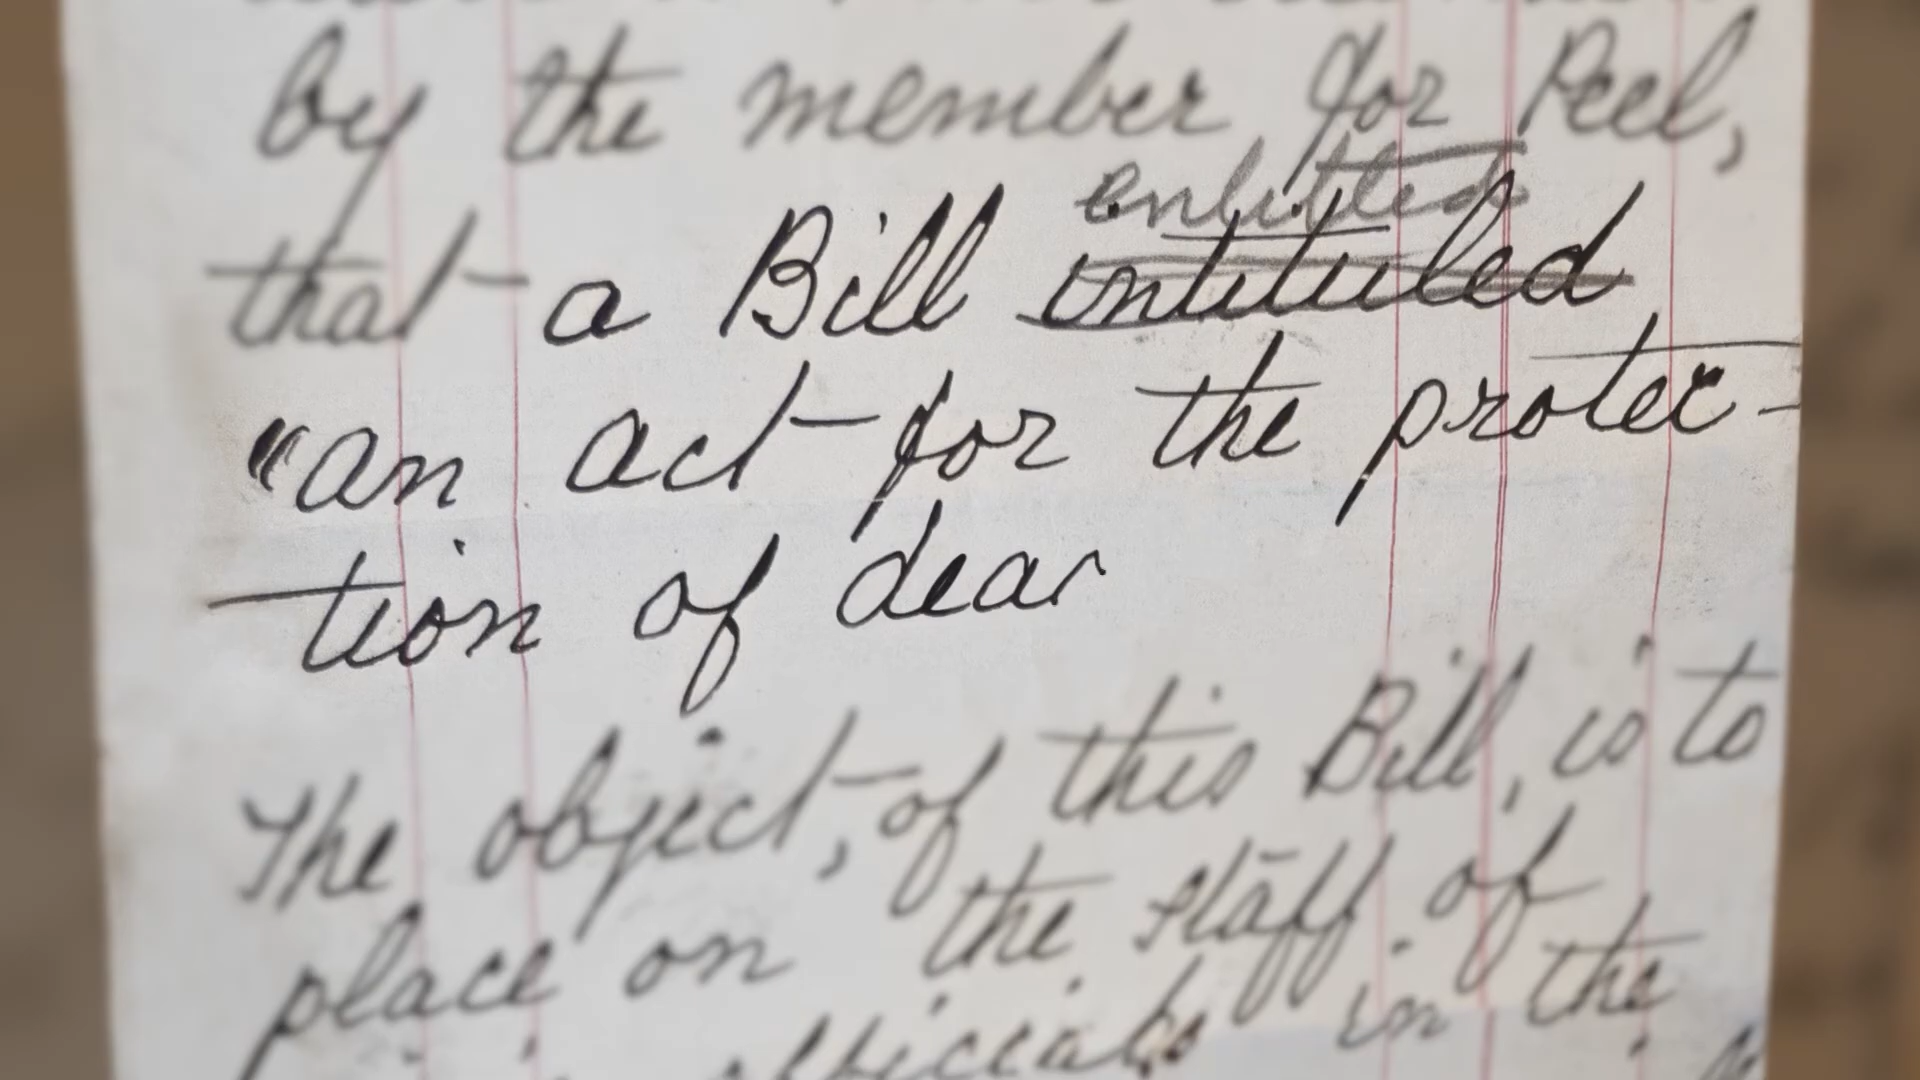 by the member for Peel,
entitled
that a Bill intituled
"an act for the protec-
tion of dear
The object, of this Bill, is to
place on the staff of
officials in the